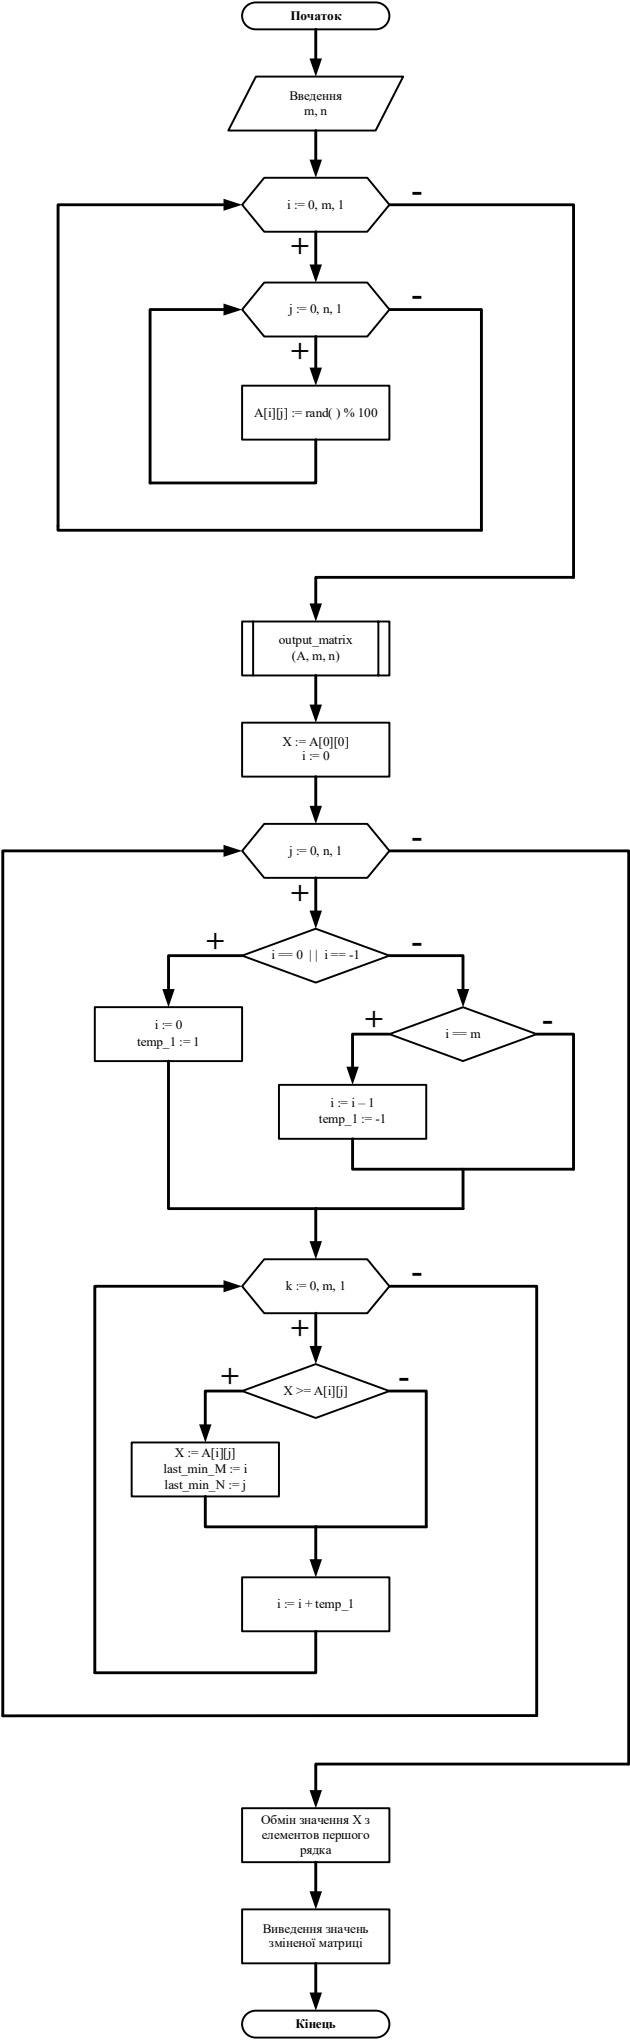 Початок
Введення
m, n
i := 0, m, 1
-
+
j := 0, n, 1
-
+
A[i][j] := rand( ) % 100
output_matrix
(A, m, n)
X := A[0][0]
i := 0
j := 0, n, 1
-
+
i == 0 || i == -1
+
-
i := 0
temp_1 := 1
i == m
+
-
i := i – 1
temp_1 := -1
k := 0, m, 1
-
+
X >= A[i][j]
+
-
X := A[i][j]
last_min_M := i
last_min_N := j
i := i + temp_1
Обмін значення X з
елементов першого
рядка
Виведення значень
зміненої матриці
Кінець